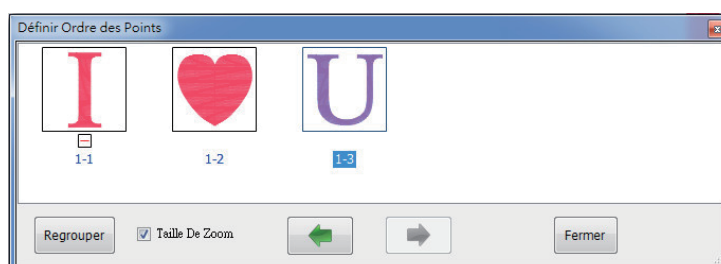 Définir Ordre des Points
I ♥ U
1-1 1-2 1-3
Regrouper Taille De Zoom Fermer